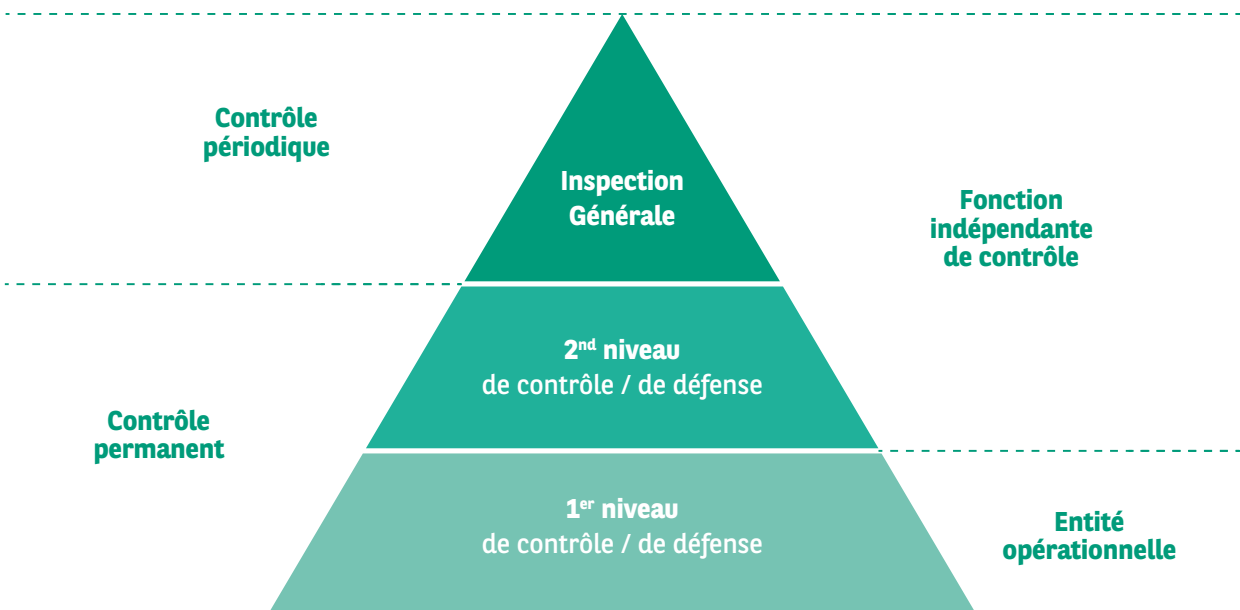 Contrôle
périodique
Inspection
Générale
Fonction
indépendante
de contrôle
2nd niveau
de contrôle / de défense
Contrôle
permanent
1er niveau
de contrôle / de défense
Entité
opérationnelle